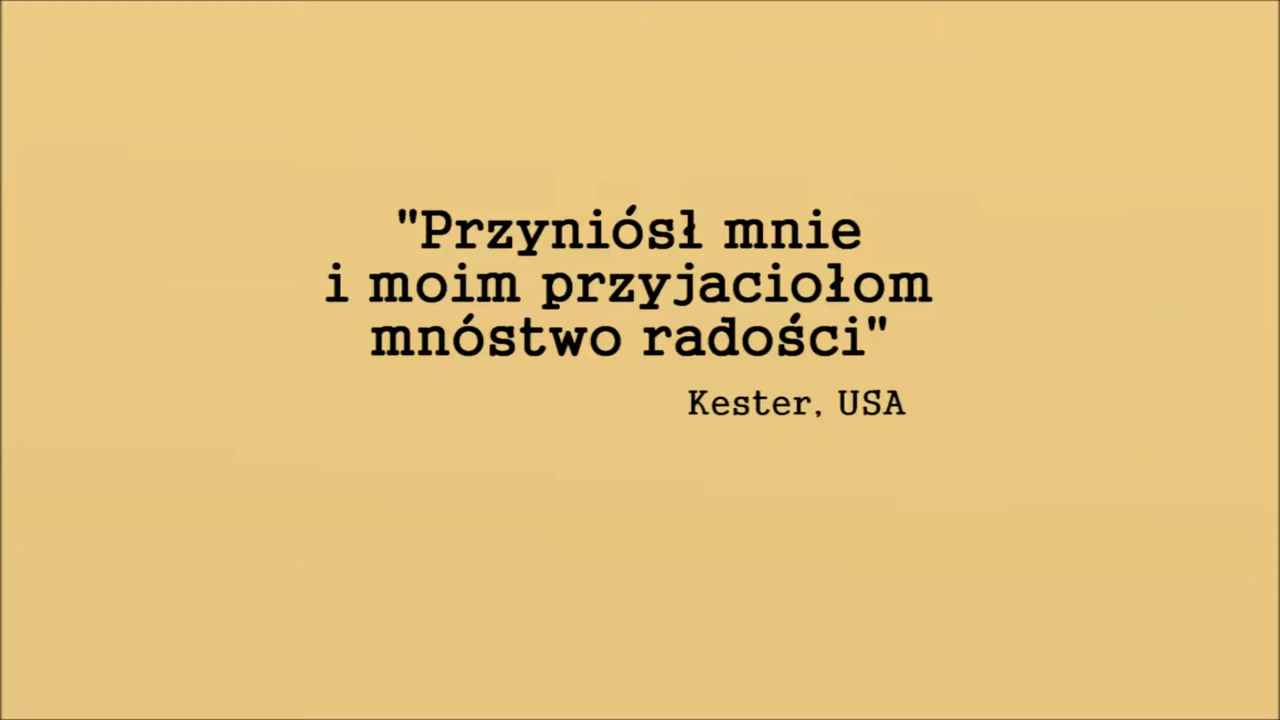 "Przyniósł mnie
i moim przyjaciołom
mnóstwo radości"
Kester, USA